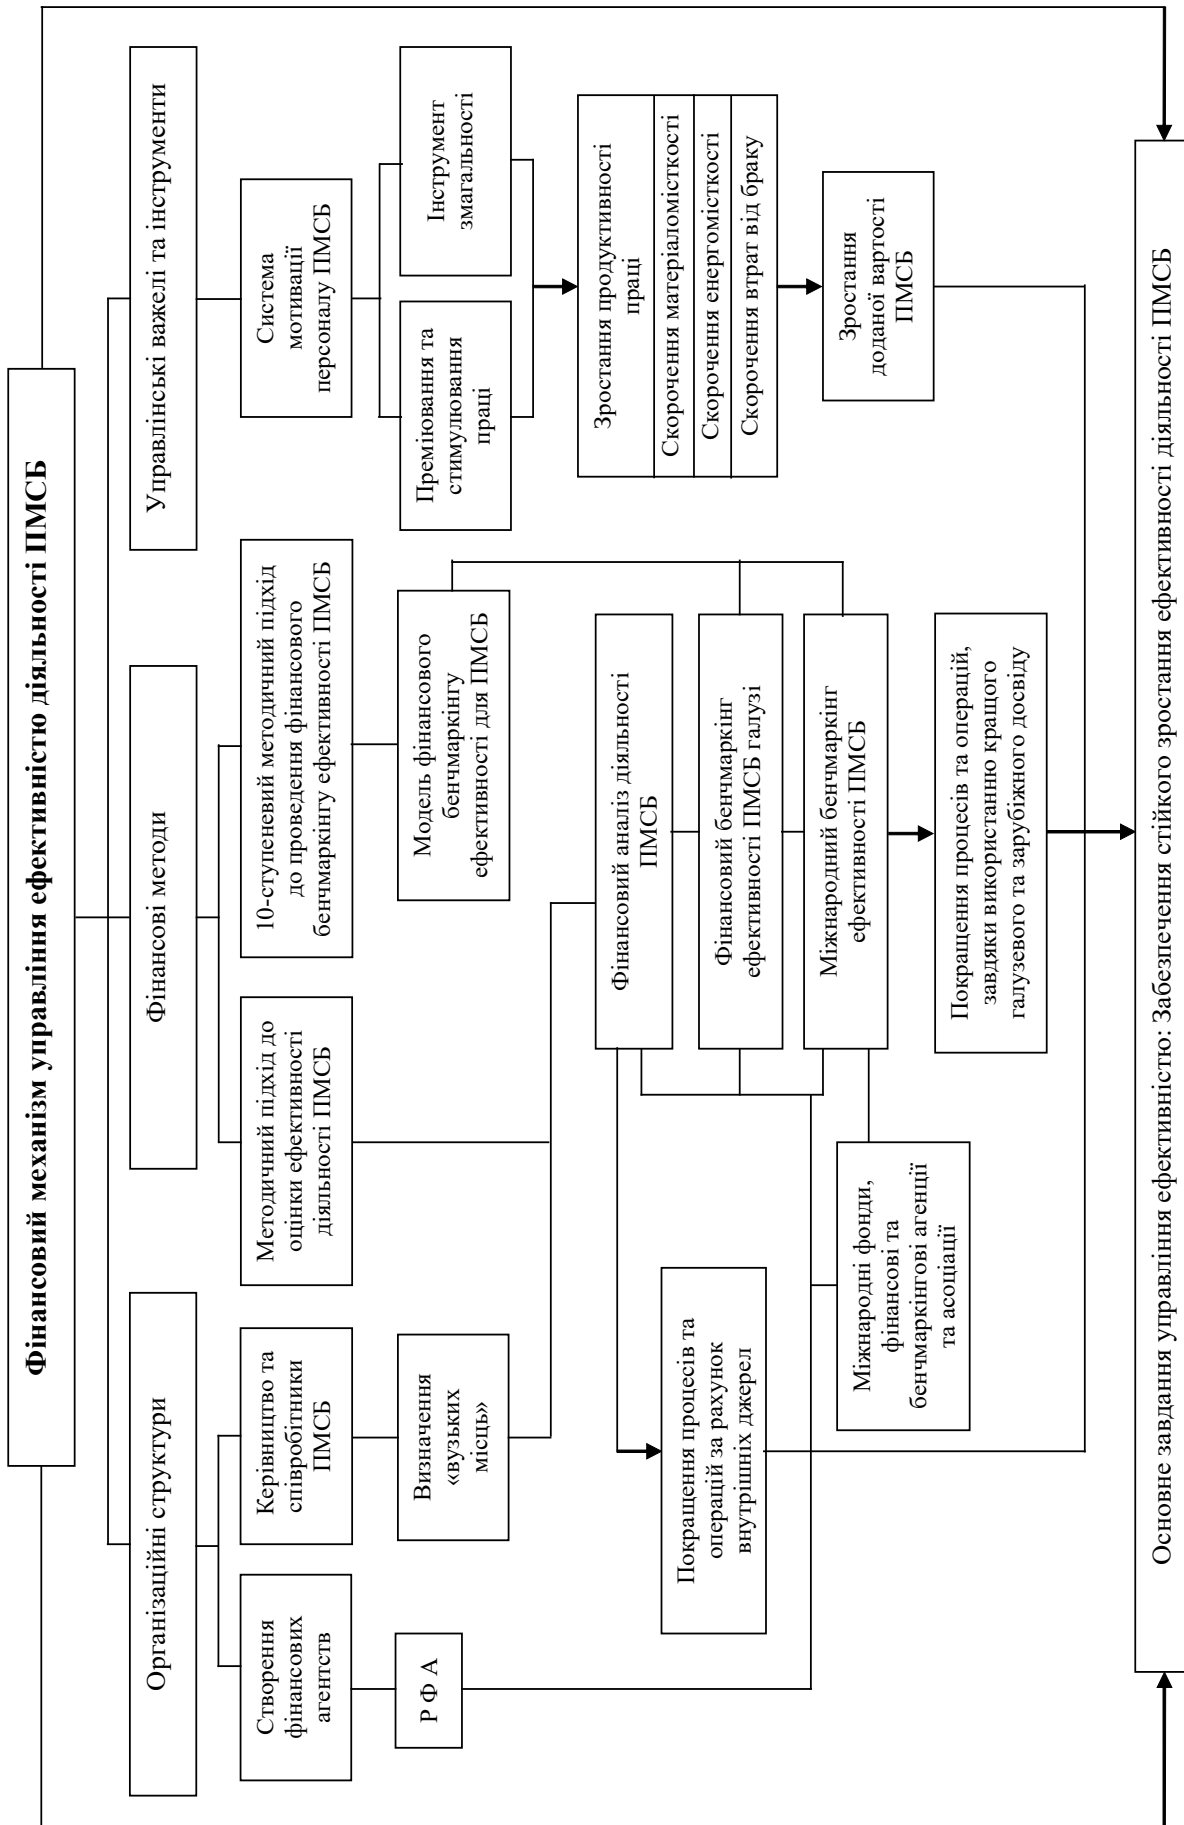 Фінансовий механізм управління ефективністю діяльності ПМСБ
Організаційні структури
Фінансові методи
Управлінські важелі та інструменти
Створення
фінансових
агентств
Керівництво та
співробітники
ПМСБ
Методичний підхід до
оцінки ефективності
діяльності ПМСБ
10-ступеневий методичний підхід
до проведення фінансового
бенчмаркінгу ефективності ПМСБ
Система
мотивації
персоналу ПМСБ
Р Ф А
Визначення
«вузьких
місць»
Модель фінансового
бенчмаркінгу
ефективності для ПМСБ
Преміювання та
стимулювання
праці
Інструмент
змагальності
Фінансовий аналіз діяльності
ПМСБ
Зростання продуктивності
праці
Скорочення матеріаломісткості
Скорочення енергомісткості
Скорочення втрат від браку
Покращення процесів та
операцій за рахунок
внутрішніх джерел
Фінансовий бенчмаркінг
ефективності ПМСБ галузі
Міжнародний бенчмаркінг
ефективності ПМСБ
Міжнародні фонди,
фінансові та
бенчмаркінгові агенції
та асоціації
Зростання
доданої вартості
ПМСБ
Покращення процесів та операцій,
завдяки використанню кращого
галузевого та зарубіжного досвіду
Основне завдання управління ефективністю: Забезпечення стійкого зростання ефективності діяльності ПМСБ